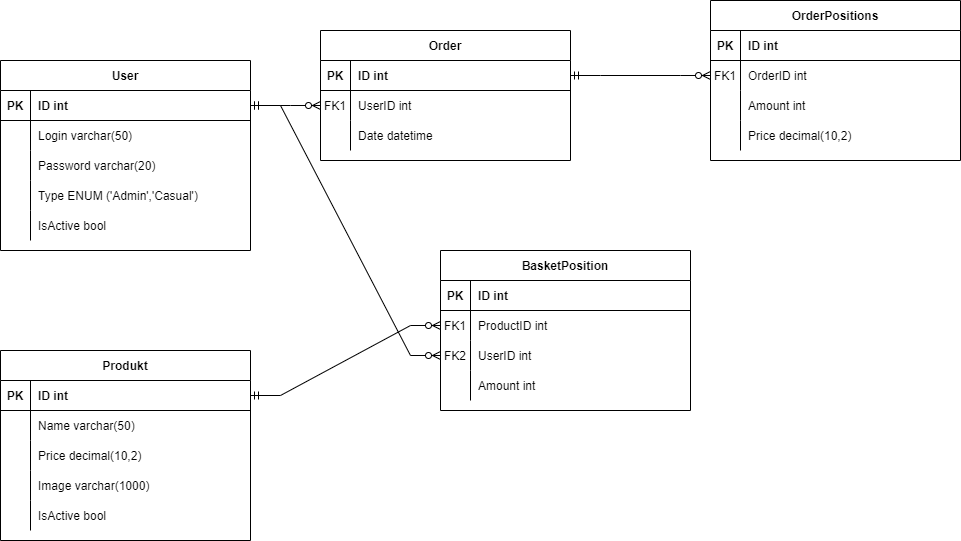 OrderPositions
PK ID int
FK1 OrderID int
Amount int
Price decimal(10,2)
Order
PK ID int
FK1 UserID int
Date datetime
User
PK ID int
Login varchar(50)
Password varchar(20)
Type ENUM ('Admin','Casual')
IsActive bool
BasketPosition
PK ID int
FK1 ProductID int
FK2 UserID int
Amount int
Produkt
PK ID int
Name varchar(50)
Price decimal(10,2)
Image varchar(1000)
IsActive bool